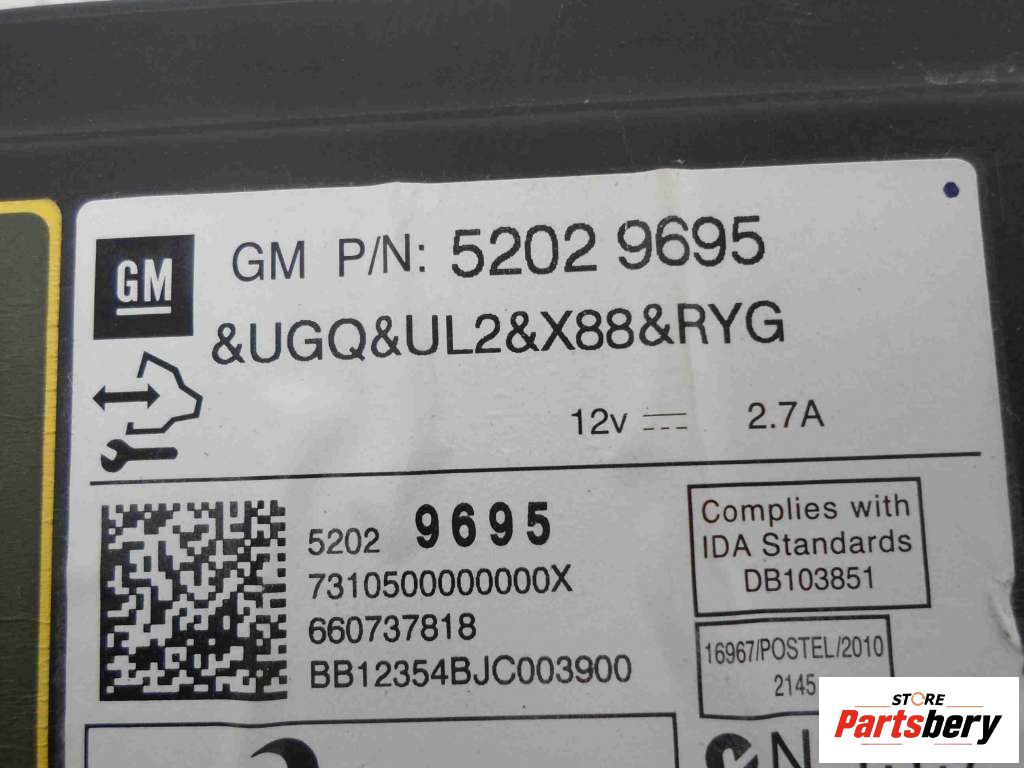 GM
GM P/N: 5202 9695
&UGQ&UL2&X88&RYG
12v 2.7A
5202 9695
7310500000000X
660737818
BB12354BJC003900
Complies with
IDA Standards
DB103851
16967/POSTEL/2010
2145
STORE
Partsbery